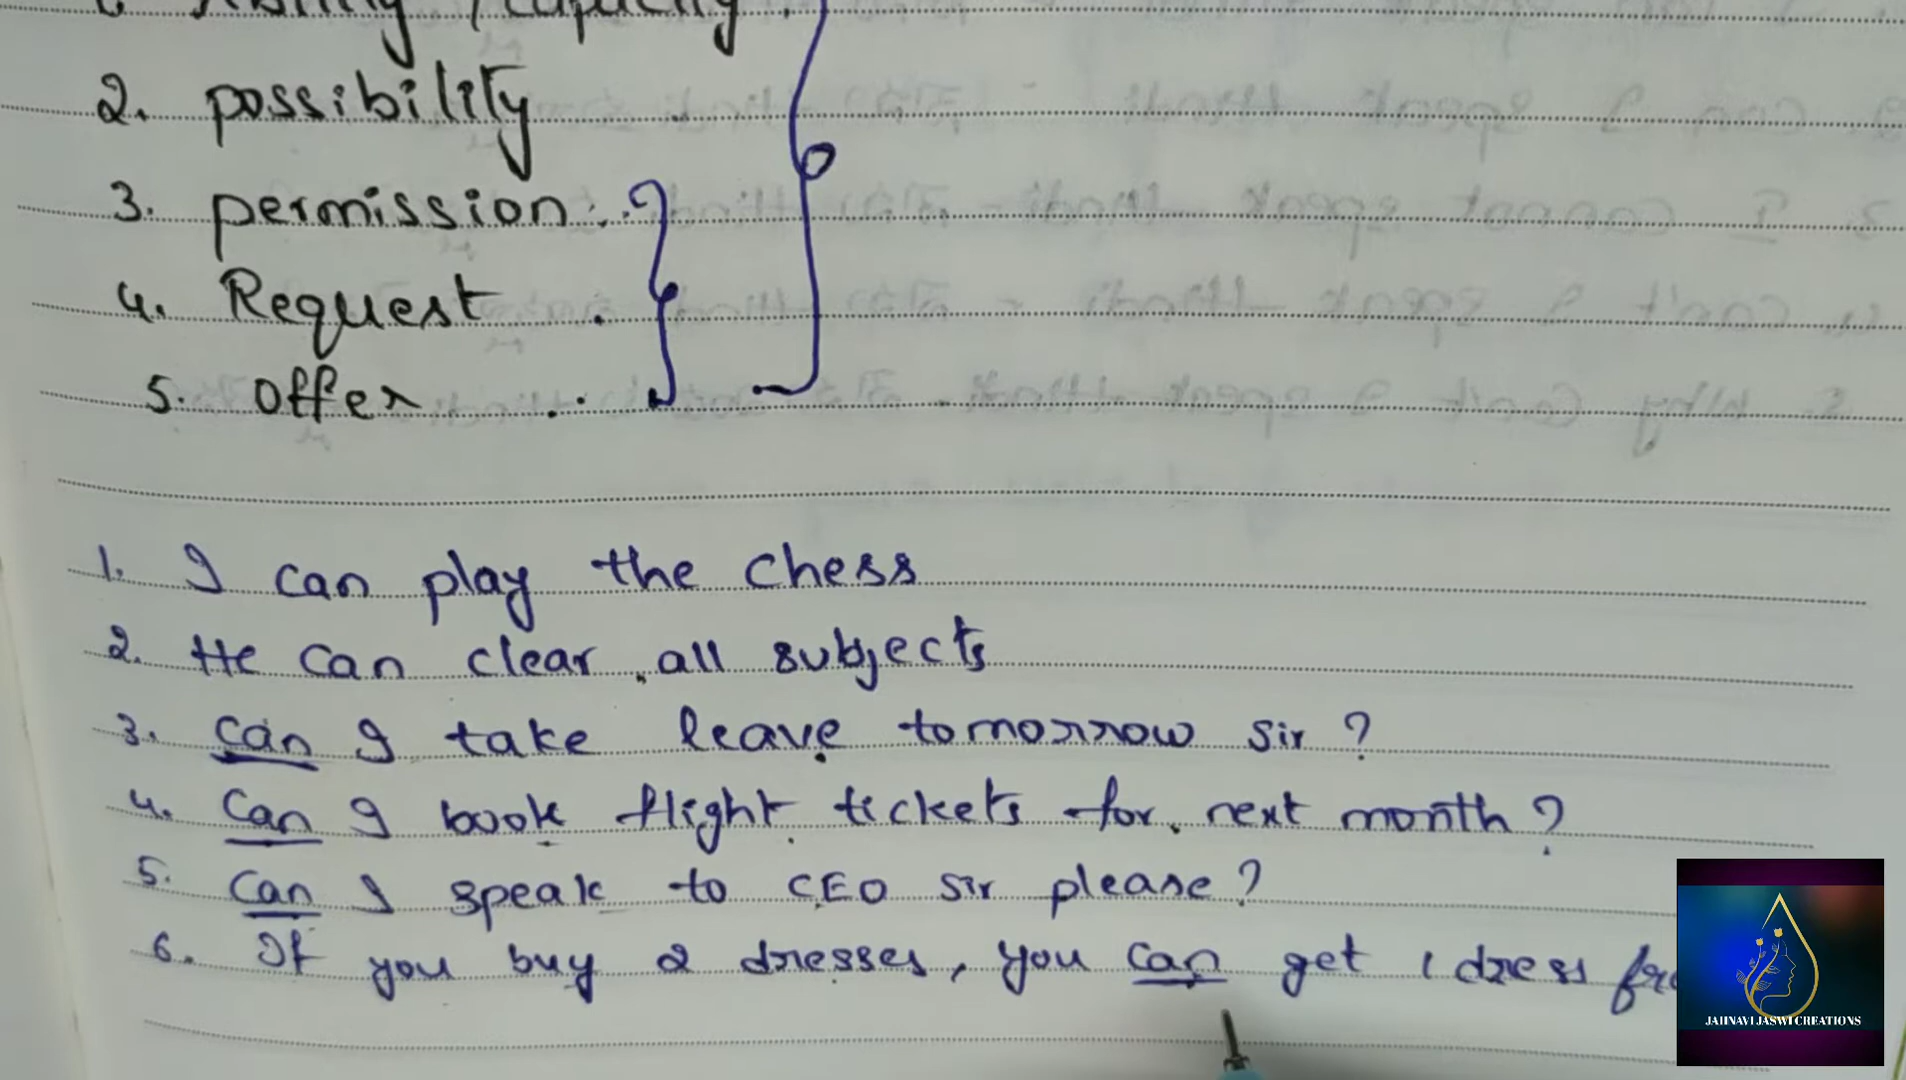 Ability / capacity.
2. possibility
3. permission..
4. Request .
5. Offer ...
1. I can play the chess
2. He can clear all subjects
3. can I take leave tomorrow sir ?
4. Can I book flight tickets for next month?
5. Can I speak to CEO sir please?
6. If you buy 2 dresses, you can get 1 dress
JAHNAVI JASWI CREATIONS